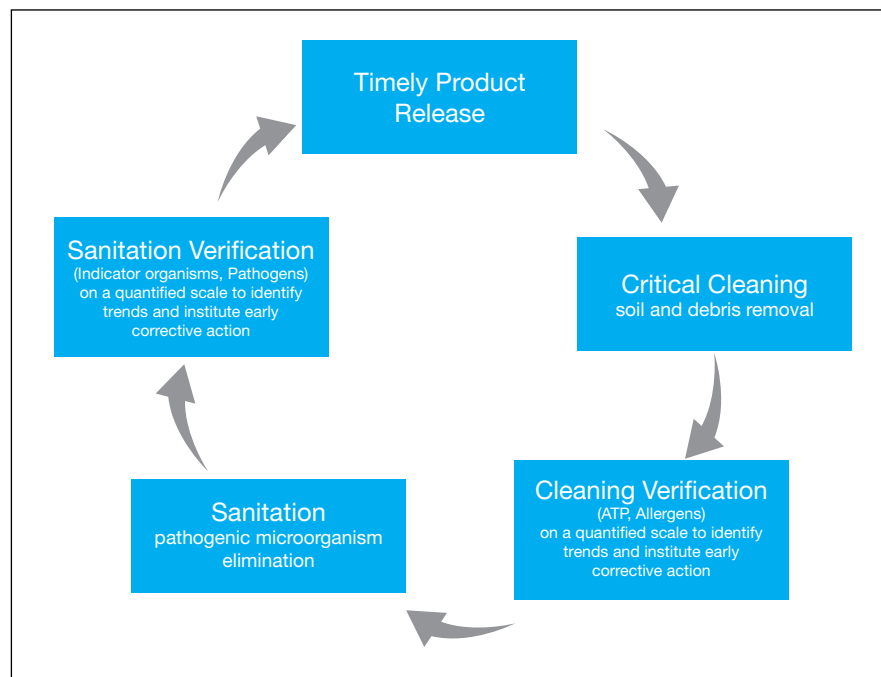 Timely Product
Release
Critical Cleaning
soil and debris removal
Cleaning Verification
(ATP, Allergens)
on a quantified scale to identify
trends and institute early
corrective action
Sanitation
pathogenic microorganism
elimination
Sanitation Verification
(Indicator organisms, Pathogens)
on a quantified scale to identify
trends and institute early
corrective action